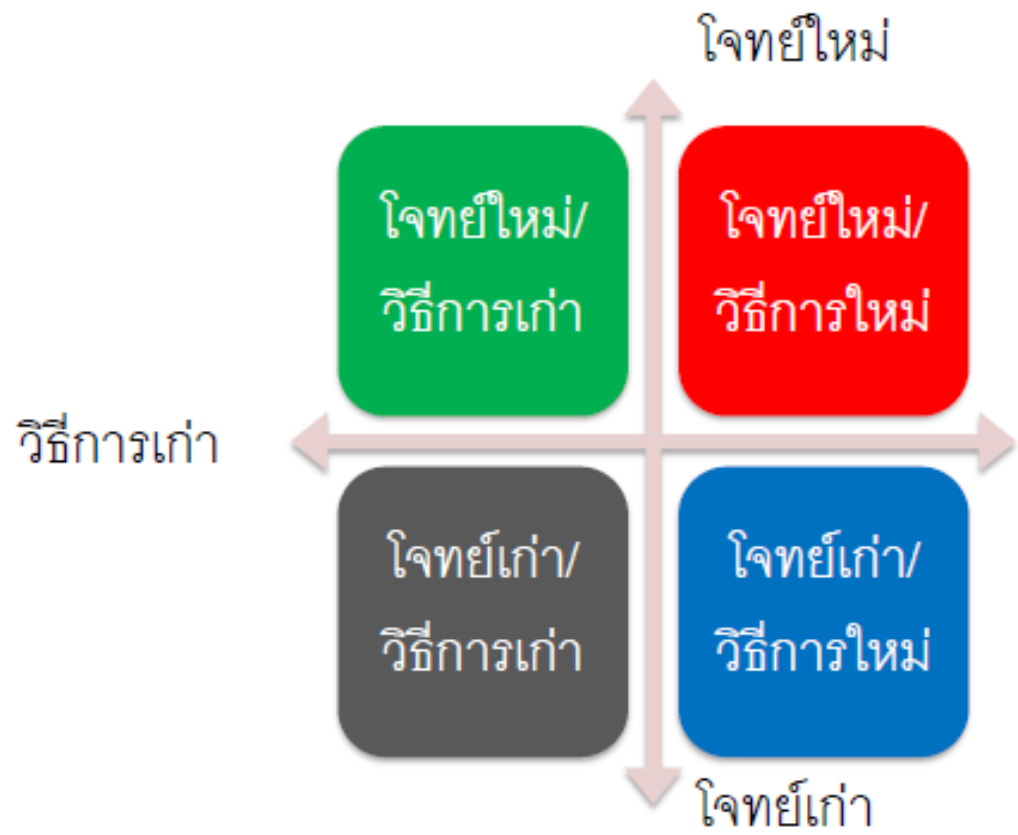 โจทย์ใหม่
โจทย์ใหม่/
วิธีการเก่า
โจทย์ใหม่/
วิธีการใหม่
วิธีการเก่า
โจทย์เก่า/
วิธีการเก่า
โจทย์เก่า/
วิธีการใหม่
โจทย์เก่า